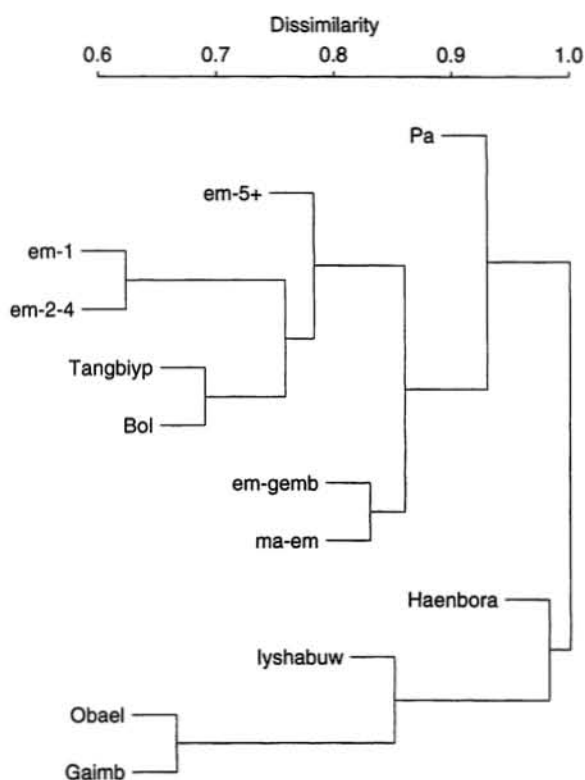 Dissimilarity
0.6 0.7 0.8 0.9 1.0
Pa
em-5+
em-1
em-2-4
Tangbiyp
Bol
em-gemb
ma-em
Haenbora
Iyshabuw
Obael
Gaimb